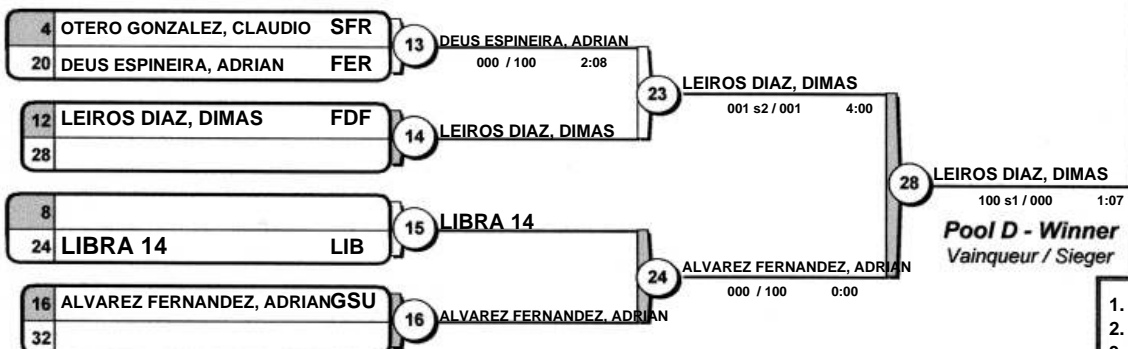 4 OTERO GONZALEZ, CLAUDIO SFR
20 DEUS ESPINEIRA, ADRIAN FER
13
DEUS ESPINEIRA, ADRIAN
000 / 100 2:08
12 LEIROS DIAZ, DIMAS FDF
28
14
LEIROS DIAZ, DIMAS
23
LEIROS DIAZ, DIMAS
001 s2 / 001 4:00
8
24 LIBRA 14 LIB
15
LIBRA 14
16 ALVAREZ FERNANDEZ, ADRIAN GSU
32
16
ALVAREZ FERNANDEZ, ADRIAN
24
ALVAREZ FERNANDEZ, ADRIAN
000 / 100 0:00
28
LEIROS DIAZ, DIMAS
100 s1 / 000 1:07
Pool D - Winner
Vainqueur / Sieger
1.
2.